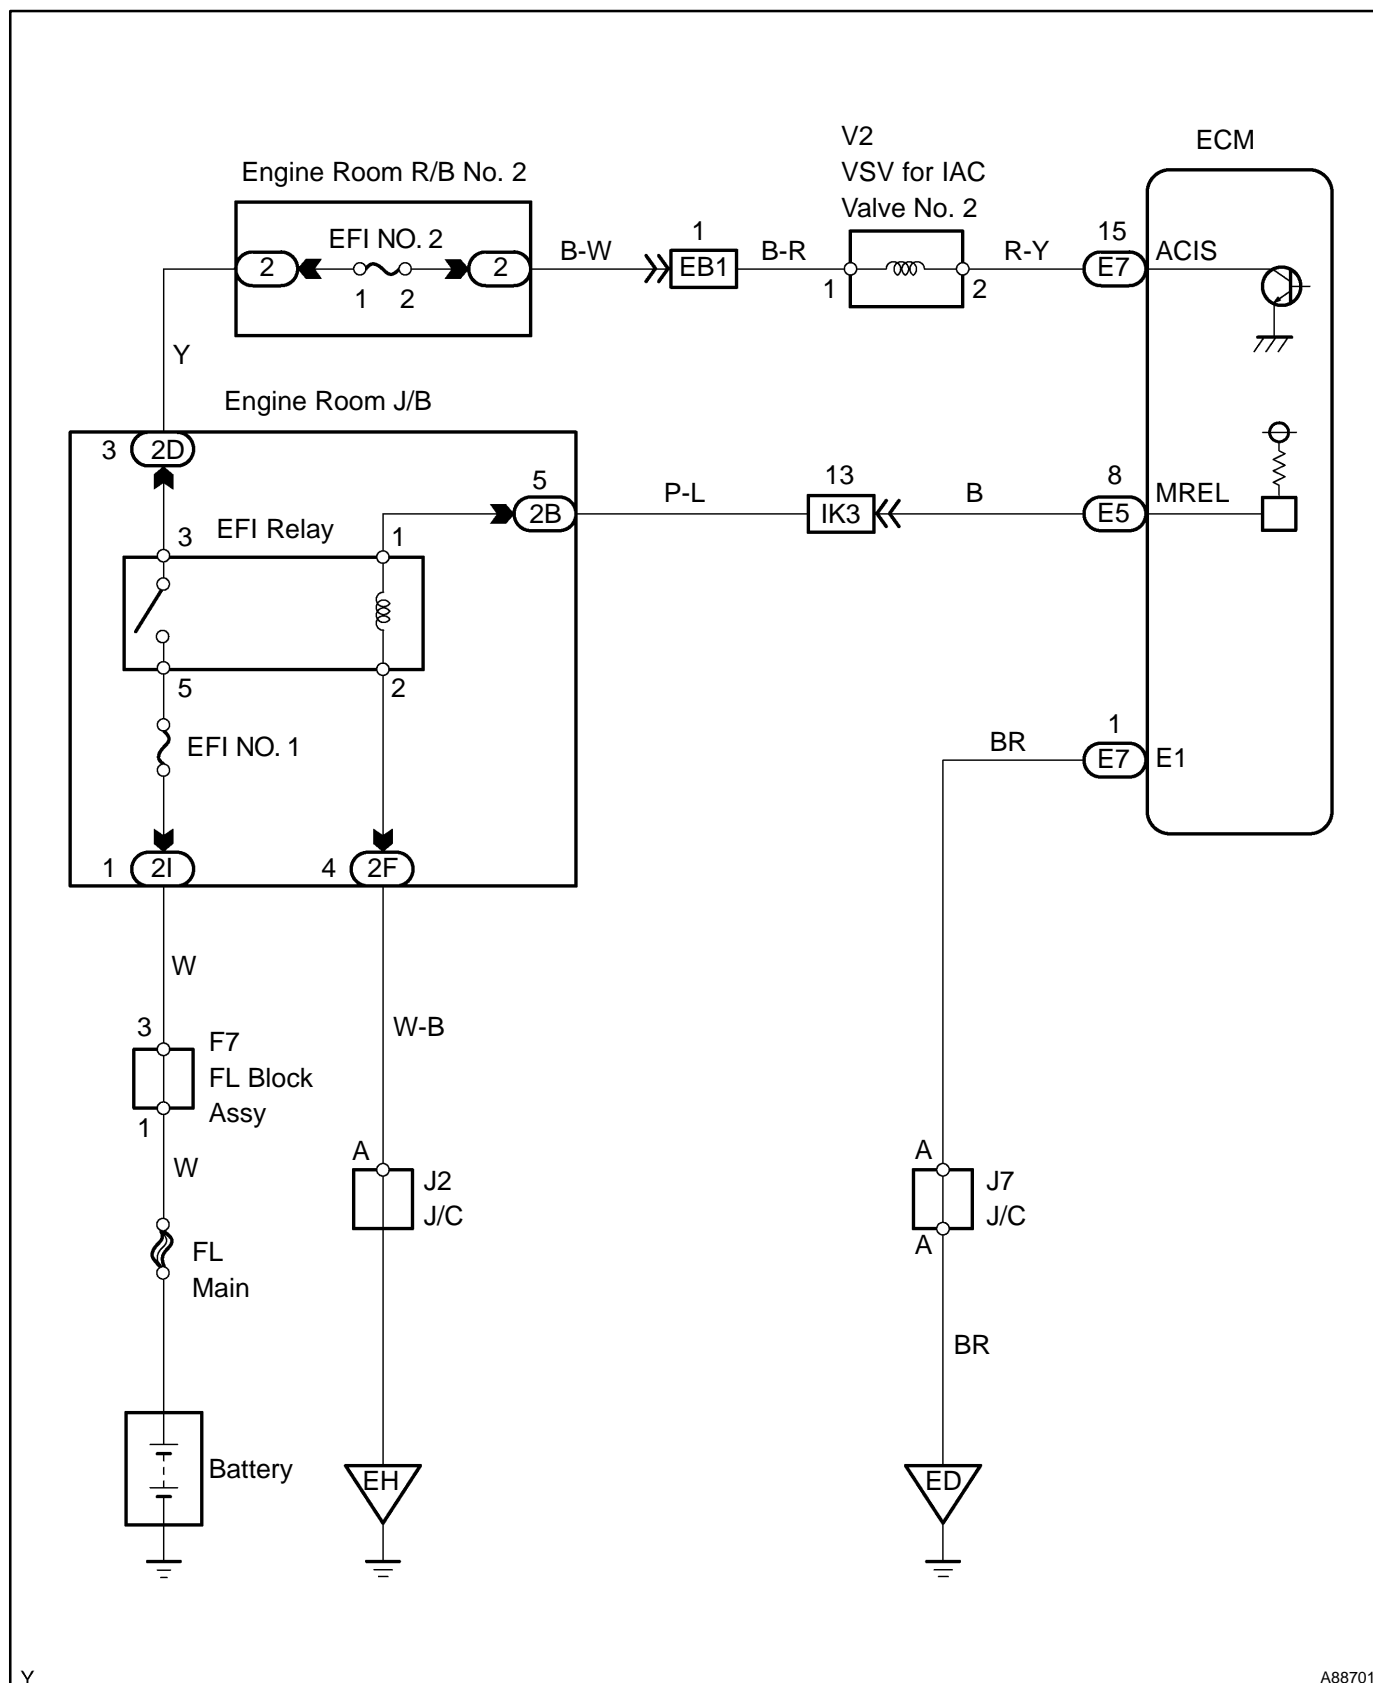 V2
VSV for IAC
Valve No. 2
ECM
Engine Room R/B No. 2
EFI NO. 2
2
2
1 2
B-W
1
EB1
B-R
1
2
R-Y
15
E7
ACIS
Y
Engine Room J/B
3
2D
5
2B
P-L
13
IK3
B
8
E5
MREL
EFI Relay
3
1
5
2
EFI NO. 1
1
2I
4
2F
BR
1
E7
E1
W
W-B
3
F7
FL Block
Assy
1
W
A
J2
J/C
A
J7
J/C
A
FL
Main
BR
Battery
EH
ED
Y
A88701